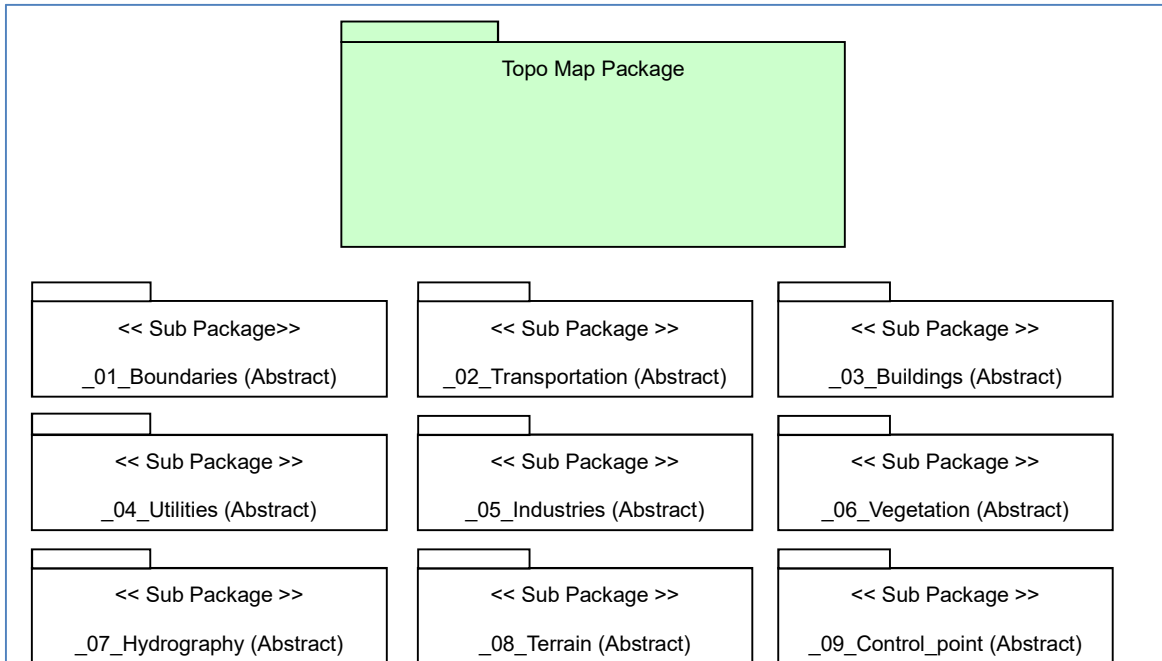 Topo Map Package
<< Sub Package>>
_01_Boundaries (Abstract)
<< Sub Package >>
_02_Transportation (Abstract)
<< Sub Package >>
_03_Buildings (Abstract)
<< Sub Package >>
_04_Utilities (Abstract)
<< Sub Package >>
_05_Industries (Abstract)
<< Sub Package >>
_06_Vegetation (Abstract)
<< Sub Package >>
_07_Hydrography (Abstract)
<< Sub Package >>
_08_Terrain (Abstract)
<< Sub Package >>
_09_Control_point (Abstract)